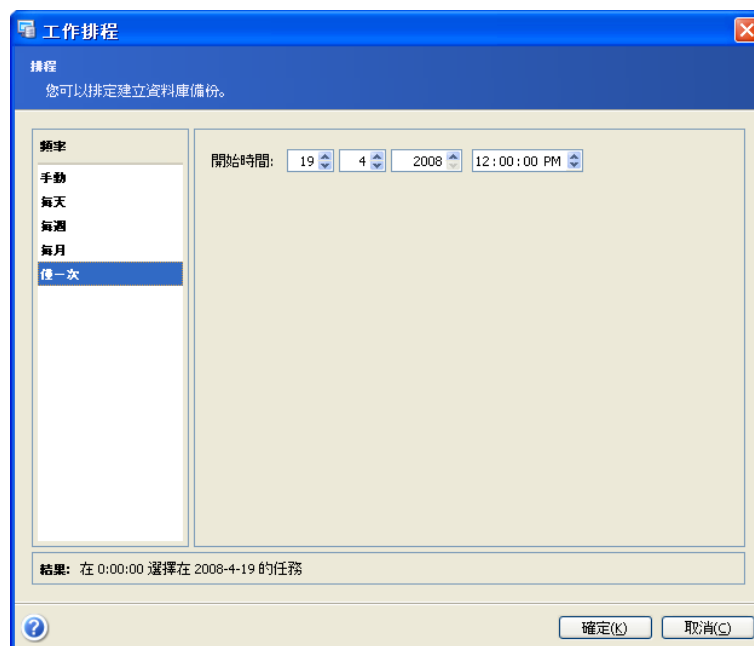 工作排程
排程
您可以排定建立資料庫備份。
頻率
手動
每天
每週
每月
僅一次
開始時間: 19 4 2008 12:00:00 PM
結果: 在 0:00:00 選擇在 2008-4-19 的任務
?
確定(K) 取消(C)